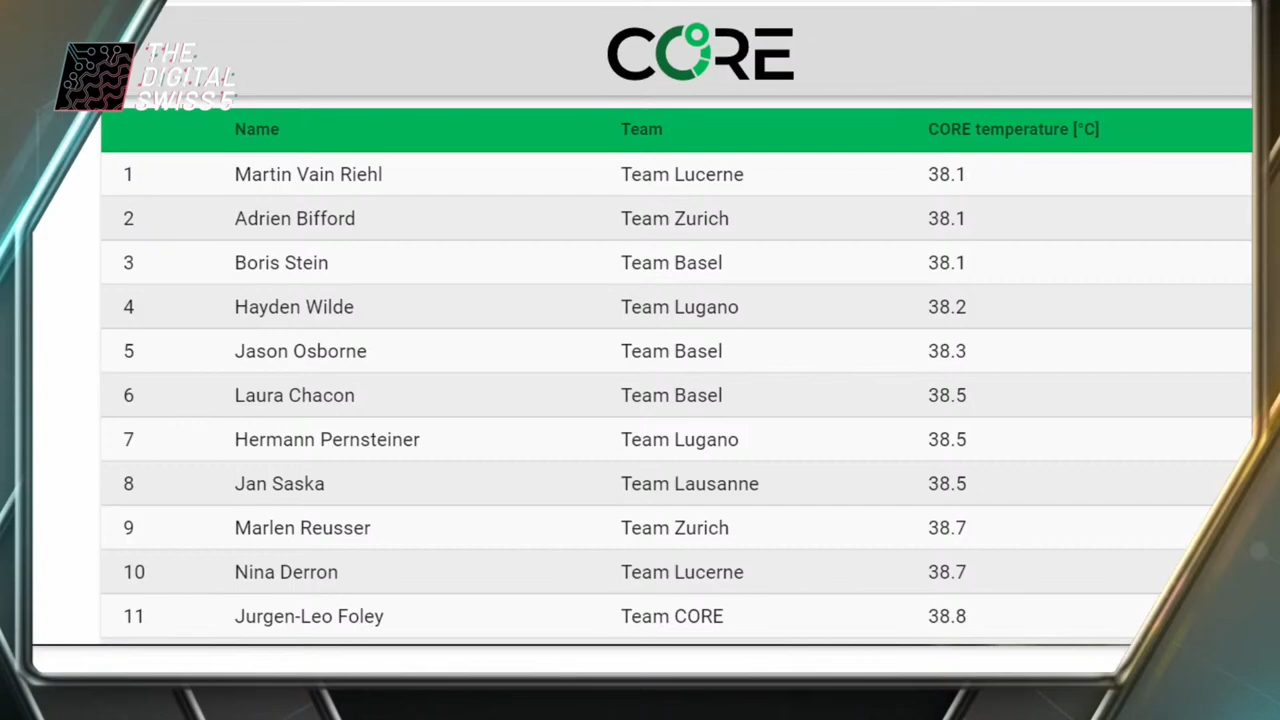 CORE
THE
DIGITAL
SWISS 5
Name Team CORE temperature [°C]
1 Martin Vain Riehl Team Lucerne 38.1
2 Adrien Bifford Team Zurich 38.1
3 Boris Stein Team Basel 38.1
4 Hayden Wilde Team Lugano 38.2
5 Jason Osborne Team Basel 38.3
6 Laura Chacon Team Basel 38.5
7 Hermann Pernsteiner Team Lugano 38.5
8 Jan Saska Team Lausanne 38.5
9 Marlen Reusser Team Zurich 38.7
10 Nina Derron Team Lucerne 38.7
11 Jurgen-Leo Foley Team CORE 38.8